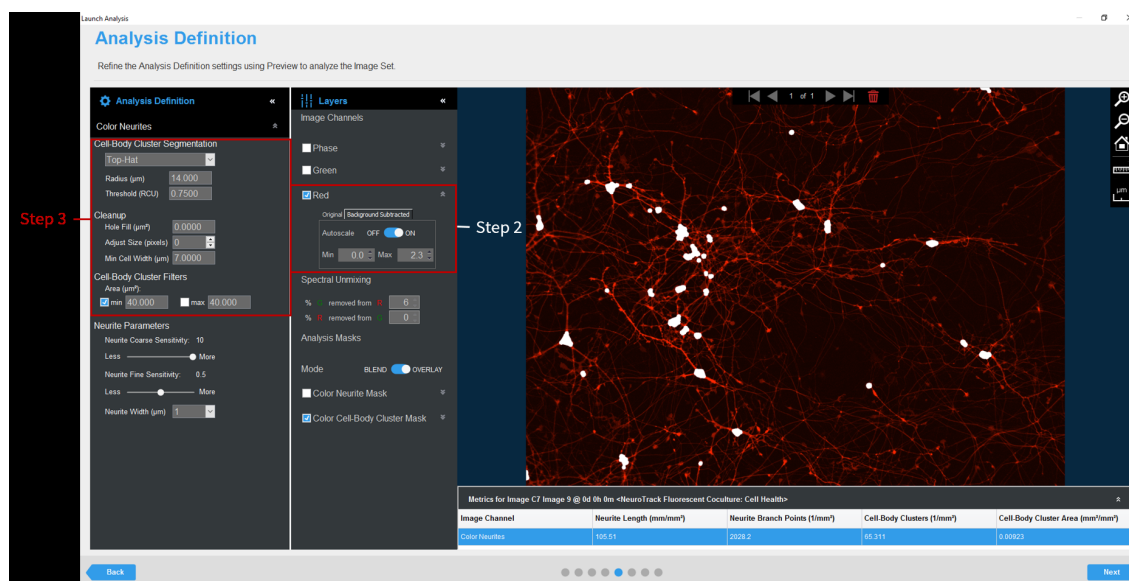 Launch Analysis
Analysis Definition
Refine the Analysis Definition settings using Preview to analyze the Image Set.
Analysis Definition
Color Neurites
Cell-Body Cluster Segmentation
Top-Hat
Radius (µm) 14.000
Threshold (RCU) 0.7500
Step 3
Cleanup
Hole Fill (µm²) 0.0000
Adjust Size (pixels) 0
Min Cell Width (µm) 7.0000
Cell-Body Cluster Filters
Area (µm²):
min 40.000 max 40.000
Neurite Parameters
Neurite Coarse Sensitivity: 10
Less More
Neurite Fine Sensitivity: 0.5
Less More
Neurite Width (µm) 1
Layers
Image Channels
Phase
Green
Red
Original Background Subtracted
Autoscale OFF ON
Min 0.0 Max 2.3
Step 2
Spectral Unmixing
% G removed from R 6
% R removed from G 0
Analysis Masks
Mode BLEND OVERLAY
Color Neurite Mask
Color Cell-Body Cluster Mask
1 of 1
µm
Metrics for Image C7 Image 9 @ 0d 0h 0m <NeuroTrack Fluorescent Coculture: Cell Health>
Image Channel Neurite Length (mm/mm²) Neurite Branch Points (1/mm²) Cell-Body Clusters (1/mm²) Cell-Body Cluster Area (mm²/mm²)
Color Neurites 105.51 2028.2 65.311 0.00923
Back
Next